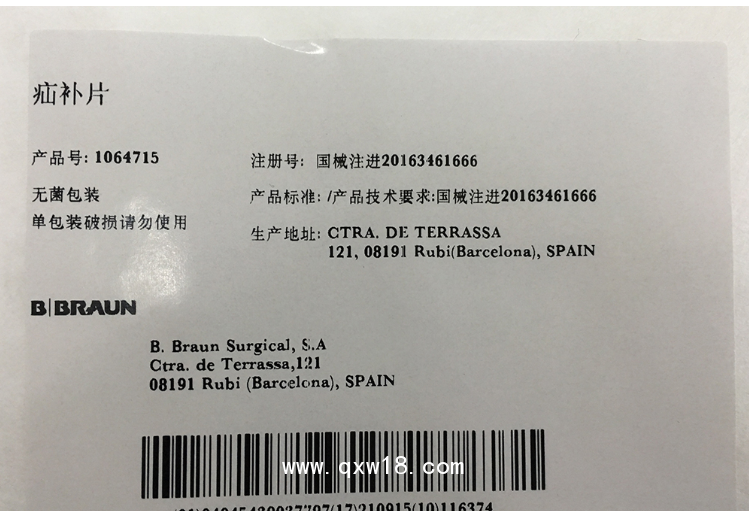 疝补片
产品号: 1064715
注册号: 国械注进20163461666
无菌包装
产品标准: /产品技术要求:国械注进20163461666
单包装破损请勿使用
生产地址: CTRA. DE TERRASSA
121, 08191 Rubi(Barcelona), SPAIN
B|BRAUN
B. Braun Surgical, S.A
Ctra. de Terrassa,121
08191 Rubi (Barcelona), SPAIN
www.qxw18.com
(17)210915(10)116374